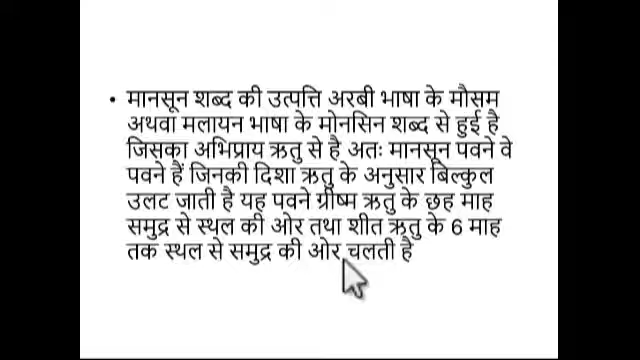 • मानसून शब्द की उत्पत्ति अरबी भाषा के मौसम
अथवा मलायन भाषा के मोनसिन शब्द से हुई है
जिसका अभिप्राय ऋतु से है अतः मानसून पवने वे
पवने हैं जिनकी दिशा ऋतु के अनुसार बिल्कुल
उलट जाती है यह पवने ग्रीष्म ऋतु के छह माह
समुद्र से स्थल की ओर तथा शीत ऋतु के 6 माह
तक स्थल से समुद्र की ओर चलती है